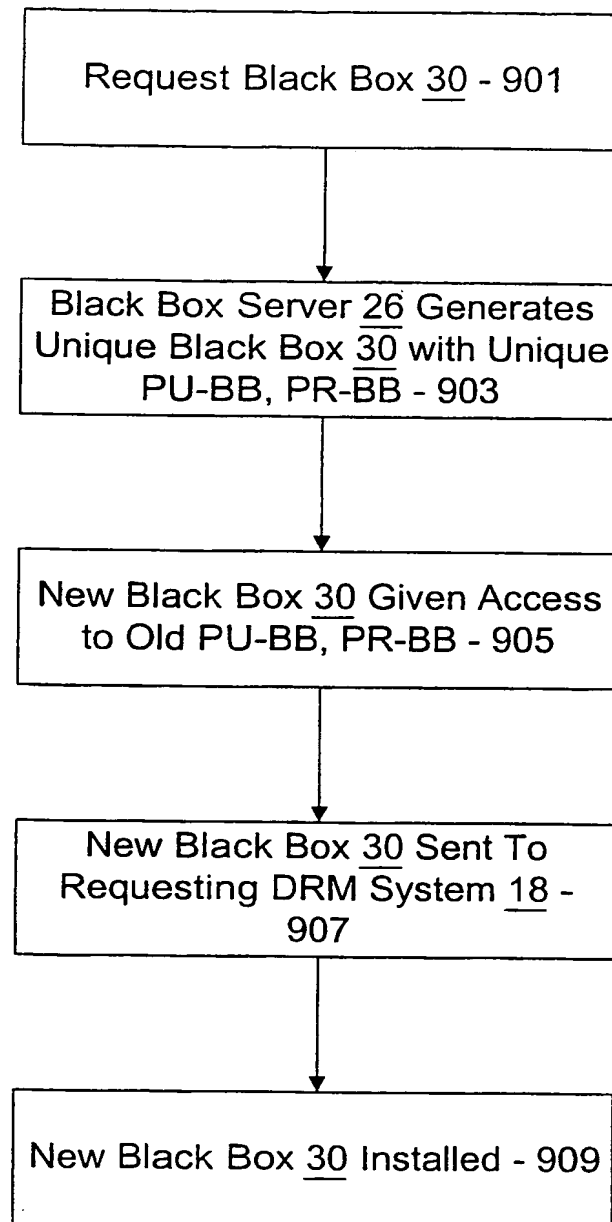 Request Black Box 30 - 901
Black Box Server 26 Generates
Unique Black Box 30 with Unique
PU-BB, PR-BB - 903
New Black Box 30 Given Access
to Old PU-BB, PR-BB - 905
New Black Box 30 Sent To
Requesting DRM System 18 -
907
New Black Box 30 Installed - 909